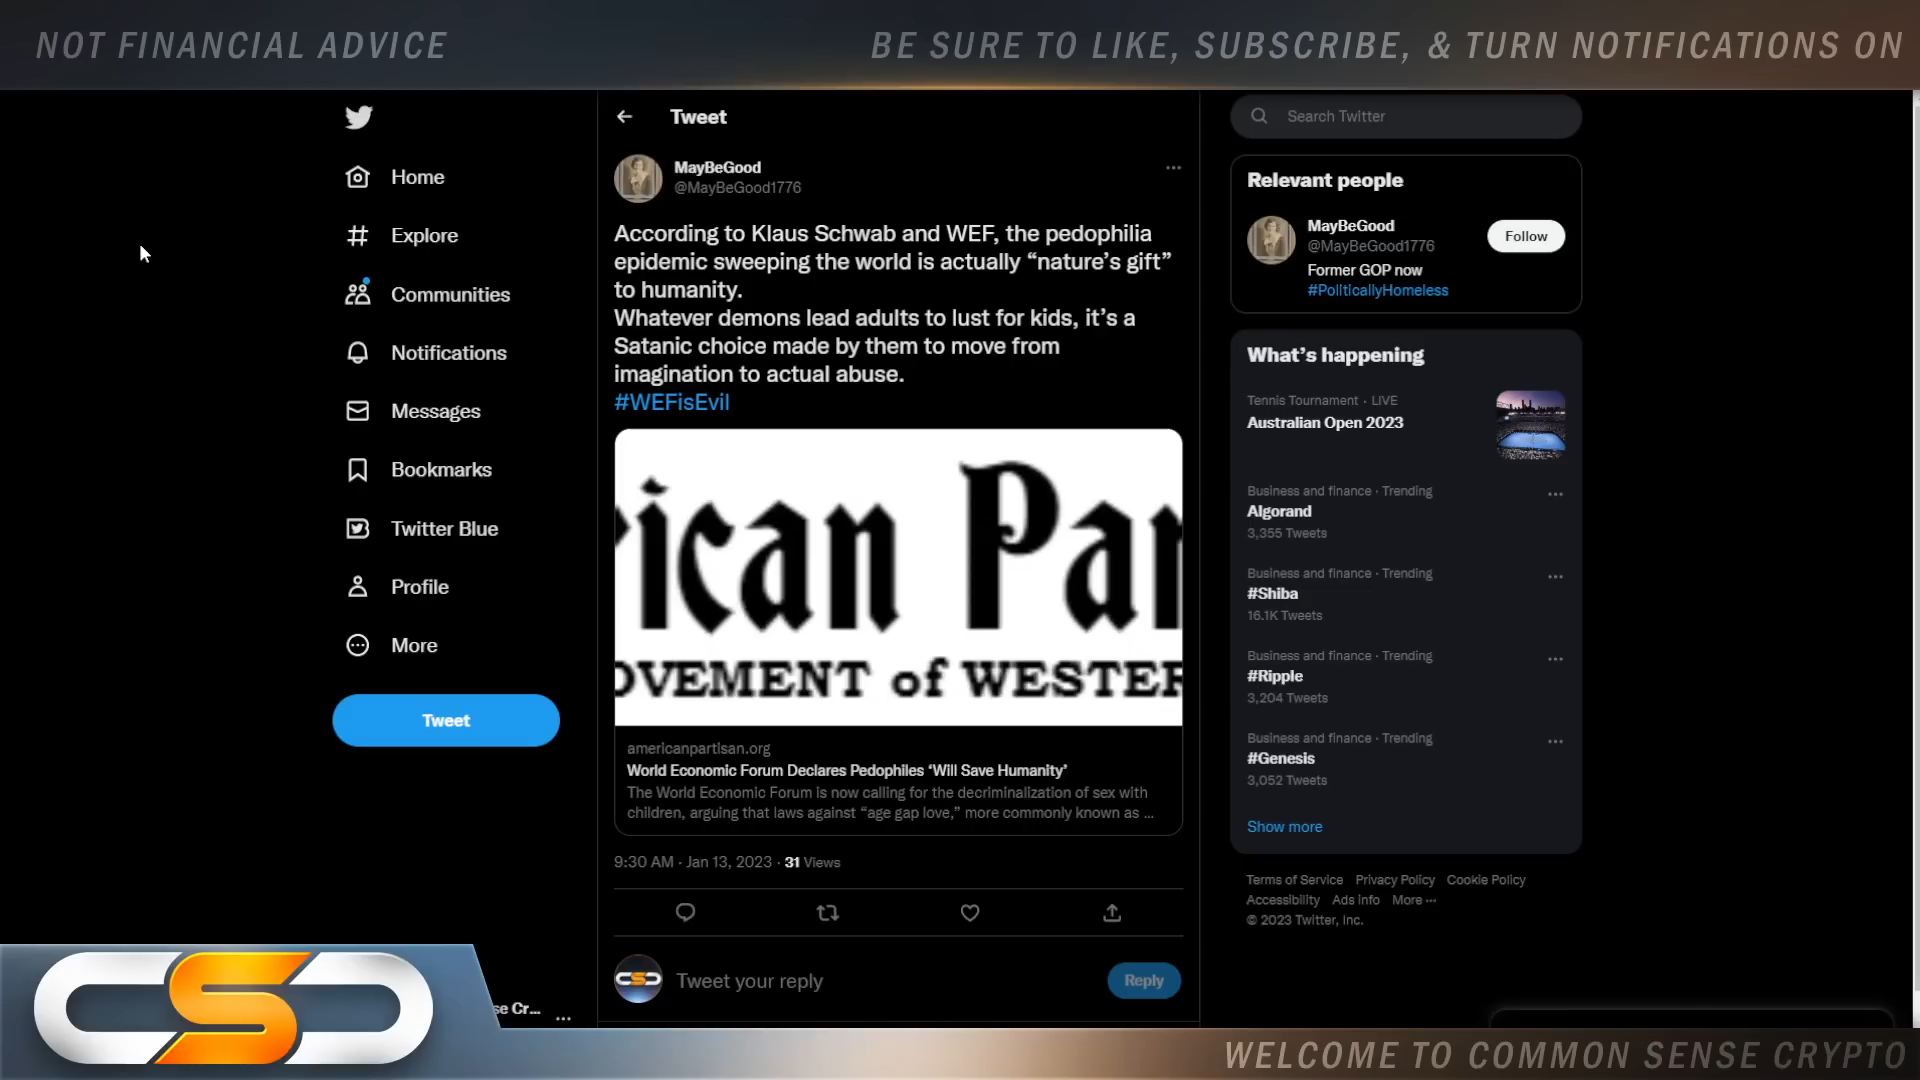 NOT FINANCIAL ADVICE
BE SURE TO LIKE, SUBSCRIBE, & TURN NOTIFICATIONS ON
Home
Explore
Communities
Notifications
Messages
Bookmarks
Twitter Blue
Profile
More
Tweet
se Cr... ...
Tweet
MayBeGood
@MayBeGood1776
According to Klaus Schwab and WEF, the pedophilia
epidemic sweeping the world is actually “nature’s gift”
to humanity.
Whatever demons lead adults to lust for kids, it’s a
Satanic choice made by them to move from
imagination to actual abuse.
#WEFisEvil
rican Par
OVEMENT of WESTER
americanpartisan.org
World Economic Forum Declares Pedophiles ‘Will Save Humanity’
The World Economic Forum is now calling for the decriminalization of sex with
children, arguing that laws against “age gap love,” more commonly known as ...
9:30 AM · Jan 13, 2023 · 31 Views
Tweet your reply
Reply
Search Twitter
Relevant people
MayBeGood
@MayBeGood1776
Follow
Former GOP now
#PoliticallyHomeless
What’s happening
Tennis Tournament · LIVE
Australian Open 2023
Business and finance · Trending
Algorand
3,355 Tweets
Business and finance · Trending
#Shiba
16.1K Tweets
Business and finance · Trending
#Ripple
3,204 Tweets
Business and finance · Trending
#Genesis
3,052 Tweets
Show more
Terms of Service Privacy Policy Cookie Policy
Accessibility Ads info More ...
© 2023 Twitter, Inc.
CSC
WELCOME TO COMMON SENSE CRYPTO